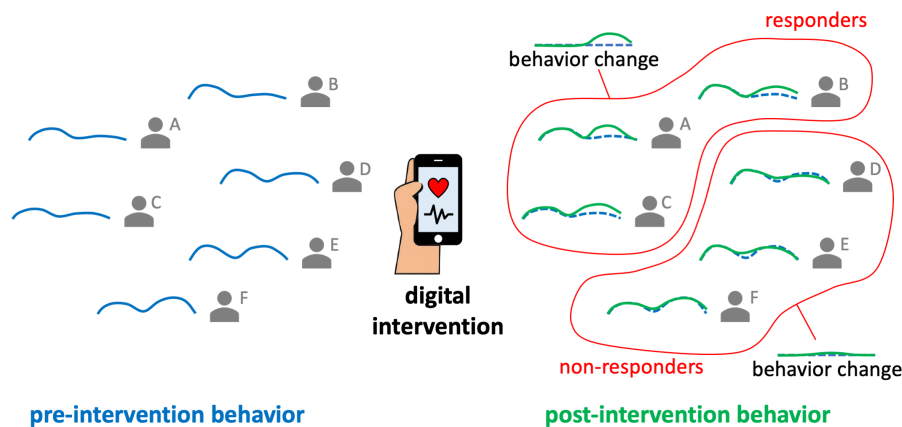 responders
behavior change
B
B
A
A
D
D
C
C
E
E
F
F
digital
intervention
non-responders
behavior change
pre-intervention behavior
post-intervention behavior